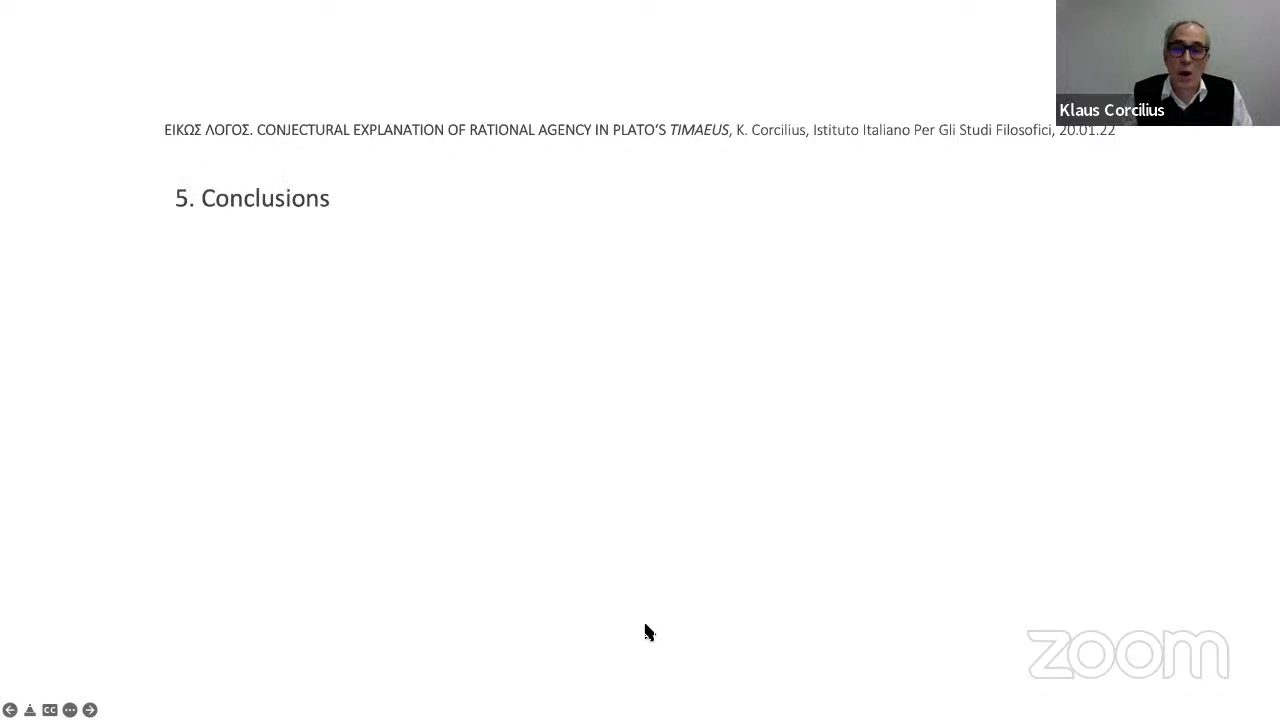 Klaus Corcilius
ΕΙΚΩΣ ΛΟΓΟΣ. CONJECTURAL EXPLANATION OF RATIONAL AGENCY IN PLATO‘S TIMAEUS, K. Corcilius, Istituto Italiano Per Gli Studi Filosofici, 20.01.22
5. Conclusions
zoom
CC